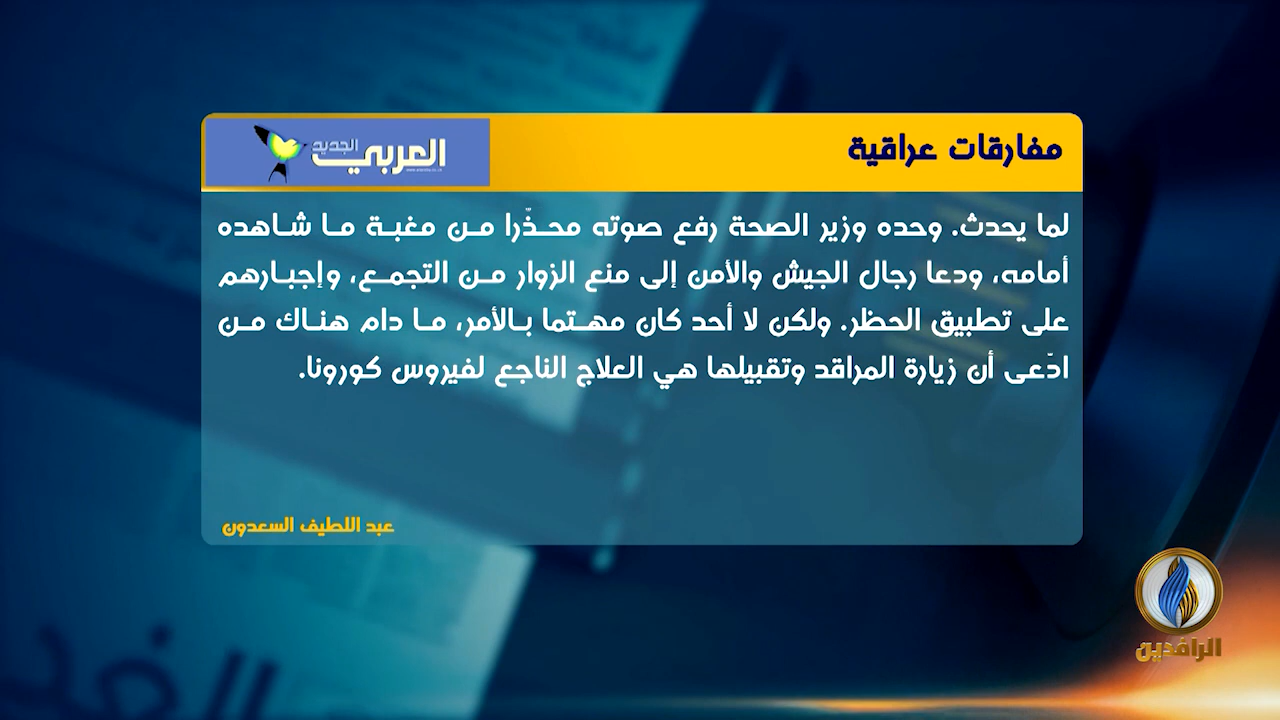 مفارقات عراقية
العربي الجديد
لما يحدث. وحده وزير الصحة رفع صوته محذّرا من مغبة ما شاهده
أمامه، ودعا رجال الجيش والأمن إلى منع الزوار من التجمع، وإجبارهم
على تطبيق الحظر. ولكن لا أحد كان مهتما بالأمر، ما دام هناك من
ادّعى أن زيارة المراقد وتقبيلها هي العلاج الناجع لفيروس كورونا.
عبد اللطيف السعدون
الرافدين